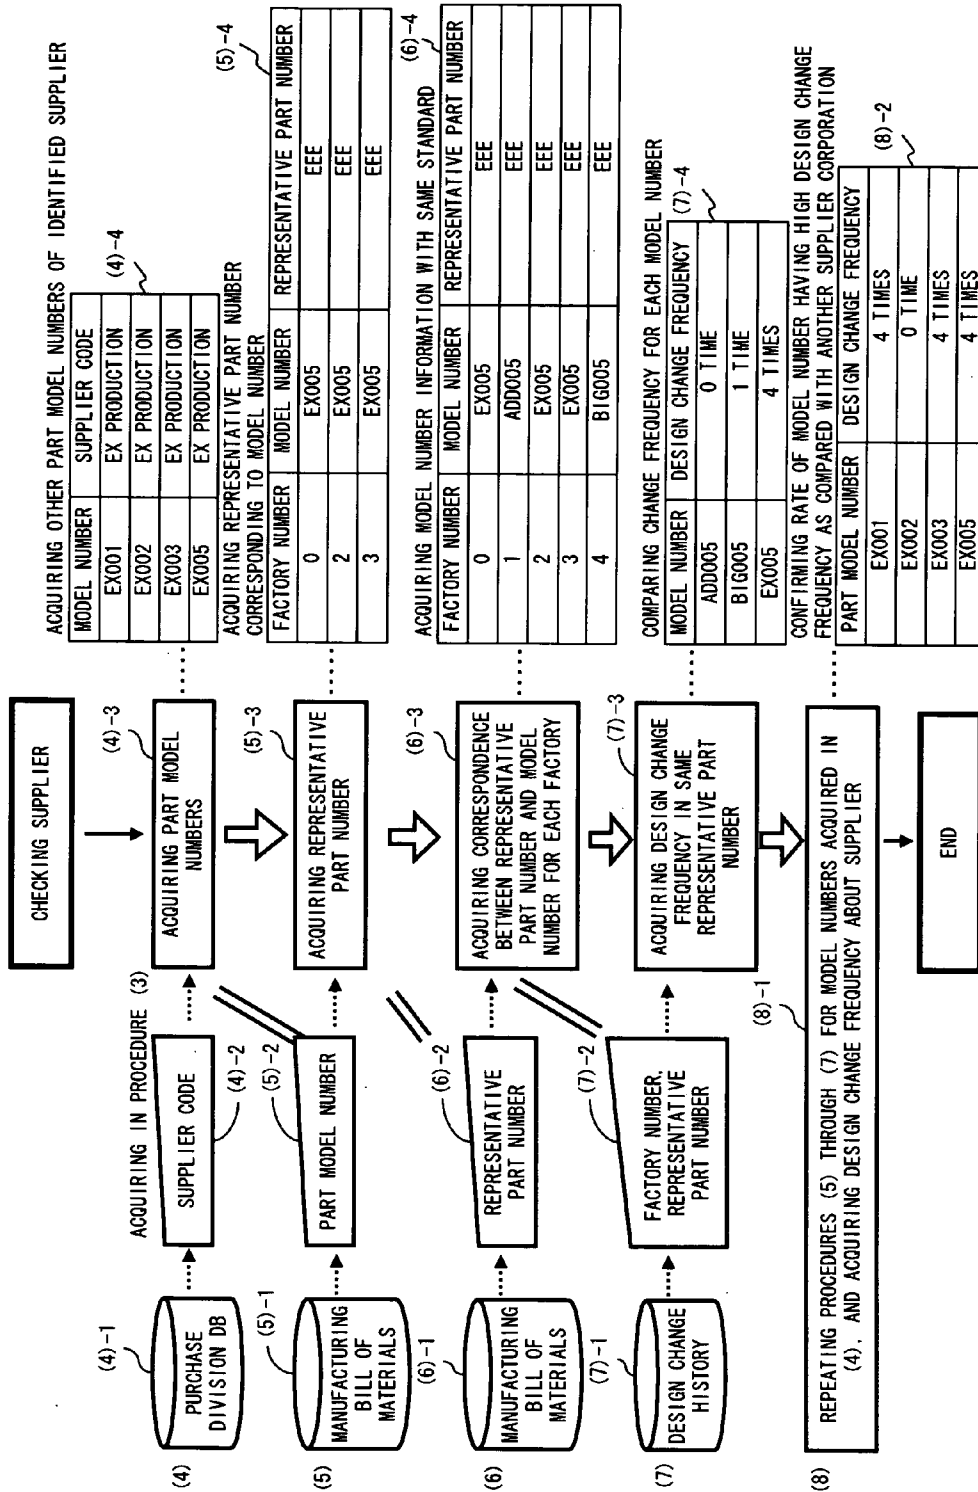 CHECKING SUPPLIER
ACQUIRING IN PROCEDURE (3)
(4)
(4)-1
PURCHASE
DIVISION DB
SUPPLIER CODE
(4)-2
(4)-3
ACQUIRING PART MODEL
NUMBERS
ACQUIRING OTHER PART MODEL NUMBERS OF IDENTIFIED SUPPLIER
(4)-4
MODEL NUMBER SUPPLIER CODE
EX001 EX PRODUCTION
EX002 EX PRODUCTION
EX003 EX PRODUCTION
EX005 EX PRODUCTION
(5)
(5)-1
MANUFACTURING
BILL OF
MATERIALS
(5)-2
PART MODEL NUMBER
(5)-3
ACQUIRING REPRESENTATIVE
PART NUMBER
ACQUIRING REPRESENTATIVE PART NUMBER
CORRESPONDING TO MODEL NUMBER
(5)-4
FACTORY NUMBER MODEL NUMBER REPRESENTATIVE PART NUMBER
0 EX005 EEE
2 EX005 EEE
3 EX005 EEE
(6)
(6)-1
MANUFACTURING
BILL OF
MATERIALS
(6)-2
REPRESENTATIVE
PART NUMBER
(6)-3
ACQUIRING CORRESPONDENCE
BETWEEN REPRESENTATIVE
PART NUMBER AND MODEL
NUMBER FOR EACH FACTORY
ACQUIRING MODEL NUMBER INFORMATION WITH SAME STANDARD
(6)-4
FACTORY NUMBER MODEL NUMBER REPRESENTATIVE PART NUMBER
0 EX005 EEE
1 ADD005 EEE
2 EX005 EEE
3 EX005 EEE
4 BIG005 EEE
(7)
(7)-1
DESIGN CHANGE
HISTORY
(7)-2
FACTORY NUMBER,
REPRESENTATIVE
PART NUMBER
(7)-3
ACQUIRING DESIGN CHANGE
FREQUENCY IN SAME
REPRESENTATIVE PART
NUMBER
COMPARING CHANGE FREQUENCY FOR EACH MODEL NUMBER
(7)-4
MODEL NUMBER DESIGN CHANGE FREQUENCY
ADD005 0 TIME
BIG005 1 TIME
EX005 4 TIMES
(8)
(8)-1
REPEATING PROCEDURES (5) THROUGH (7) FOR MODEL NUMBERS ACQUIRED IN
(4), AND ACQUIRING DESIGN CHANGE FREQUENCY ABOUT SUPPLIER
CONFIRMING RATE OF MODEL NUMBER HAVING HIGH DESIGN CHANGE
FREQUENCY AS COMPARED WITH ANOTHER SUPPLIER CORPORATION
(8)-2
PART MODEL NUMBER DESIGN CHANGE FREQUENCY
EX001 4 TIMES
EX002 0 TIME
EX003 4 TIMES
EX005 4 TIMES
END